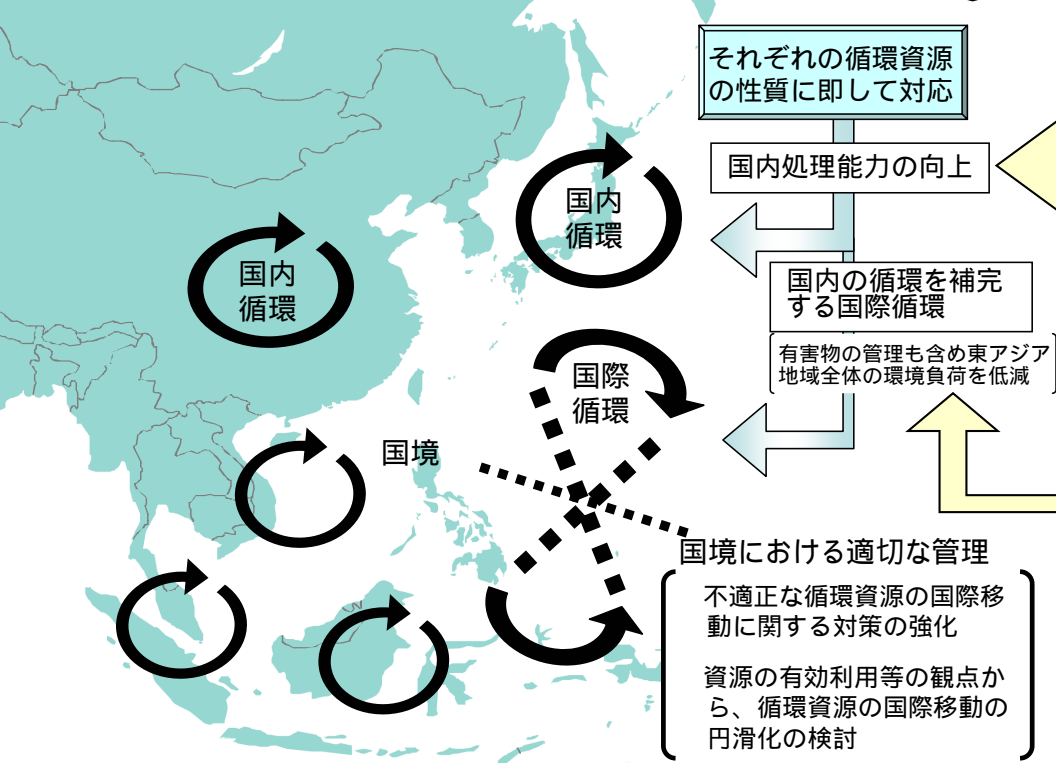 それぞれの循環資源
の性質に即して対応
国内処理能力の向上
国内
循環
国内
循環
国内の循環を補完
する国際循環
有害物の管理も含め東アジア
地域全体の環境負荷を低減
国際
循環
国境
国境における適切な管理
不適正な循環資源の国際移
動に関する対策の強化
資源の有効利用等の観点か
ら、循環資源の国際移動の
円滑化の検討